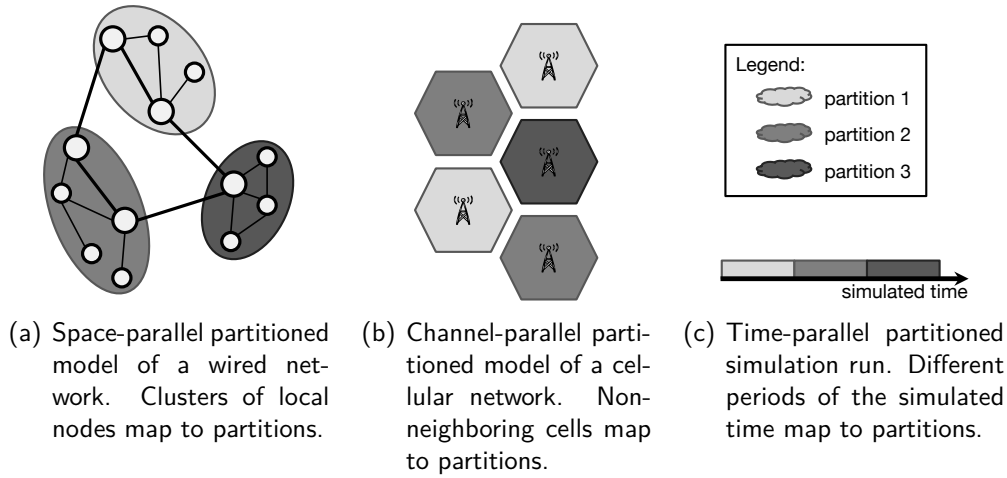 Legend:
partition 1
partition 2
partition 3
simulated time
(a) Space-parallel partitioned
model of a wired net-
work. Clusters of local
nodes map to partitions.
(b) Channel-parallel parti-
tioned model of a cel-
lular network. Non-
neighboring cells map
to partitions.
(c) Time-parallel partitioned
simulation run. Different
periods of the simulated
time map to partitions.